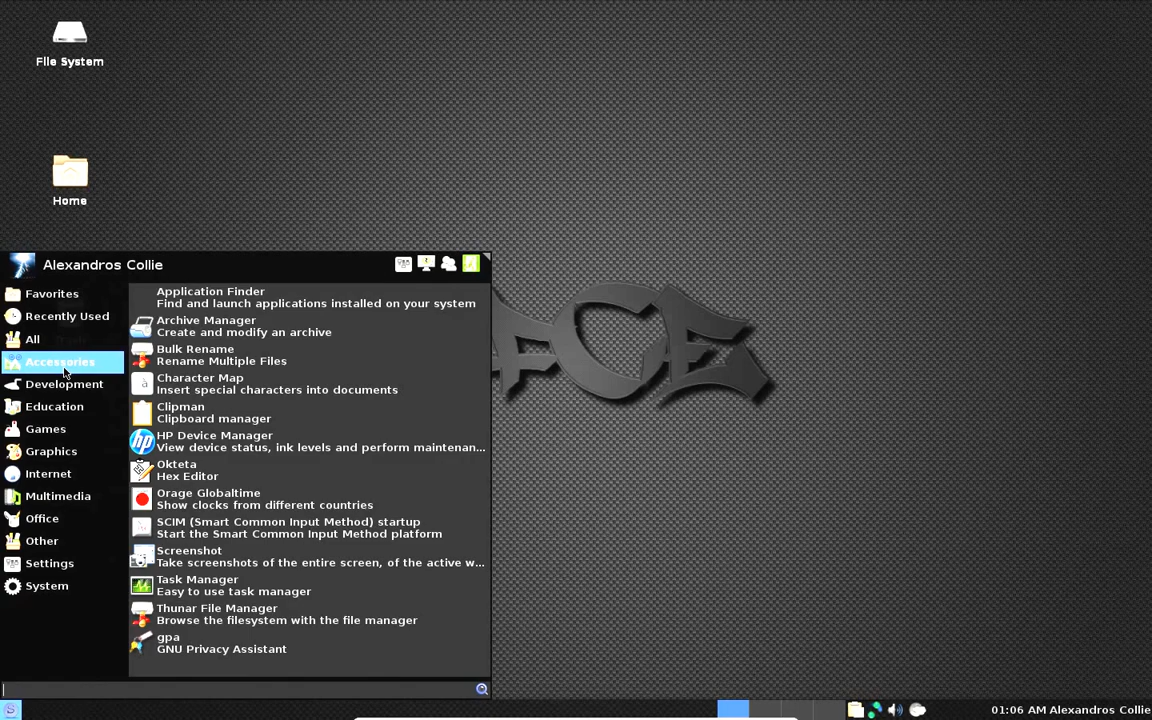 File System
Home
Alexandros Collie
Favorites
Recently Used
All
Accessories
Development
Education
Games
Graphics
Internet
Multimedia
Office
Other
Settings
System
Application Finder
Find and launch applications installed on your system
Archive Manager
Create and modify an archive
Bulk Rename
Rename Multiple Files
Character Map
Insert special characters into documents
Clipman
Clipboard manager
HP Device Manager
View device status, ink levels and perform maintenan...
Okteta
Hex Editor
Orage Globaltime
Show clocks from different countries
SCIM (Smart Common Input Method) startup
Start the Smart Common Input Method platform
Screenshot
Take screenshots of the entire screen, of the active w...
Task Manager
Easy to use task manager
Thunar File Manager
Browse the filesystem with the file manager
gpa
GNU Privacy Assistant
01:06 AM Alexandros Collie